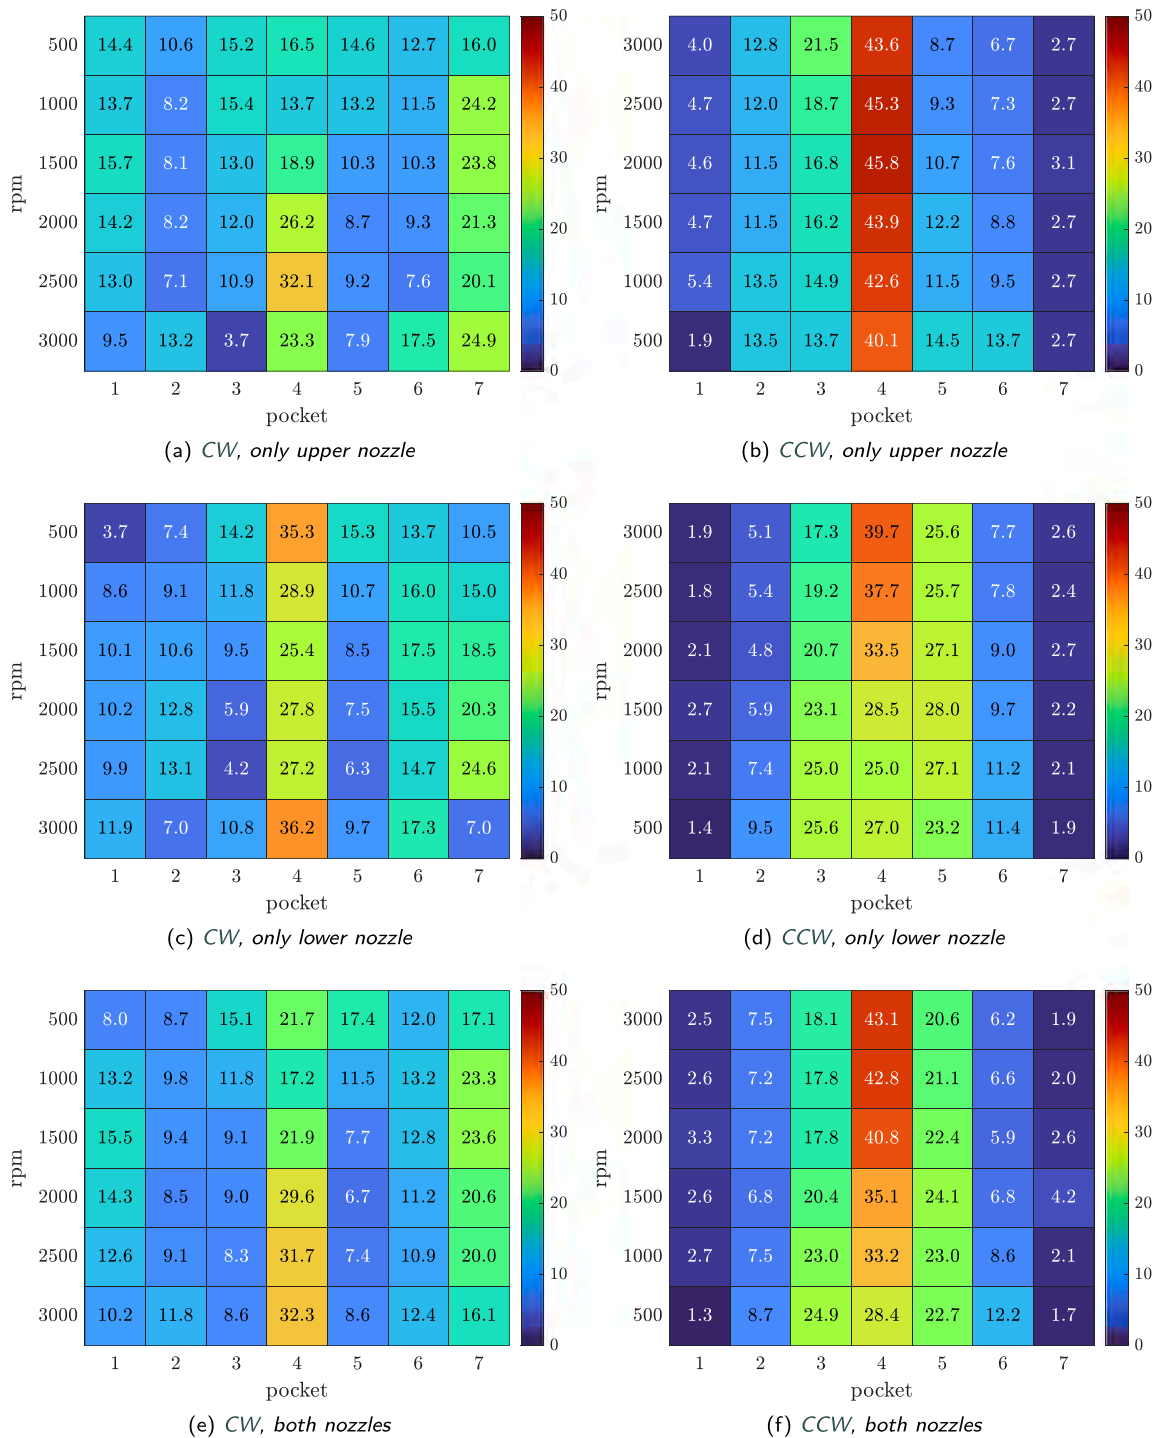 500 14.4 10.6 15.2 16.5 14.6 12.7 16.0
1000 13.7 8.2 15.4 13.7 13.2 11.5 24.2
1500 15.7 8.1 13.0 18.9 10.3 10.3 23.8
2000 14.2 8.2 12.0 26.2 8.7 9.3 21.3
2500 13.0 7.1 10.9 32.1 9.2 7.6 20.1
3000 9.5 13.2 3.7 23.3 7.9 17.5 24.9
1 2 3 4 5 6 7
pocket
rpm
50
40
30
20
10
0
(a) CW, only upper nozzle
3000 4.0 12.8 21.5 43.6 8.7 6.7 2.7
2500 4.7 12.0 18.7 45.3 9.3 7.3 2.7
2000 4.6 11.5 16.8 45.8 10.7 7.6 3.1
1500 4.7 11.5 16.2 43.9 12.2 8.8 2.7
1000 5.4 13.5 14.9 42.6 11.5 9.5 2.7
500 1.9 13.5 13.7 40.1 14.5 13.7 2.7
1 2 3 4 5 6 7
pocket
rpm
50
40
30
20
10
0
(b) CCW, only upper nozzle
500 3.7 7.4 14.2 35.3 15.3 13.7 10.5
1000 8.6 9.1 11.8 28.9 10.7 16.0 15.0
1500 10.1 10.6 9.5 25.4 8.5 17.5 18.5
2000 10.2 12.8 5.9 27.8 7.5 15.5 20.3
2500 9.9 13.1 4.2 27.2 6.3 14.7 24.6
3000 11.9 7.0 10.8 36.2 9.7 17.3 7.0
1 2 3 4 5 6 7
pocket
rpm
50
40
30
20
10
0
(c) CW, only lower nozzle
3000 1.9 5.1 17.3 39.7 25.6 7.7 2.6
2500 1.8 5.4 19.2 37.7 25.7 7.8 2.4
2000 2.1 4.8 20.7 33.5 27.1 9.0 2.7
1500 2.7 5.9 23.1 28.5 28.0 9.7 2.2
1000 2.1 7.4 25.0 25.0 27.1 11.2 2.1
500 1.4 9.5 25.6 27.0 23.2 11.4 1.9
1 2 3 4 5 6 7
pocket
rpm
50
40
30
20
10
0
(d) CCW, only lower nozzle
500 8.0 8.7 15.1 21.7 17.4 12.0 17.1
1000 13.2 9.8 11.8 17.2 11.5 13.2 23.3
1500 15.5 9.4 9.1 21.9 7.7 12.8 23.6
2000 14.3 8.5 9.0 29.6 6.7 11.2 20.6
2500 12.6 9.1 8.3 31.7 7.4 10.9 20.0
3000 10.2 11.8 8.6 32.3 8.6 12.4 16.1
1 2 3 4 5 6 7
pocket
rpm
50
40
30
20
10
0
(e) CW, both nozzles
3000 2.5 7.5 18.1 43.1 20.6 6.2 1.9
2500 2.6 7.2 17.8 42.8 21.1 6.6 2.0
2000 3.3 7.2 17.8 40.8 22.4 5.9 2.6
1500 2.6 6.8 20.4 35.1 24.1 6.8 4.2
1000 2.7 7.5 23.0 33.2 23.0 8.6 2.1
500 1.3 8.7 24.9 28.4 22.7 12.2 1.7
1 2 3 4 5 6 7
pocket
rpm
50
40
30
20
10
0
(f) CCW, both nozzles